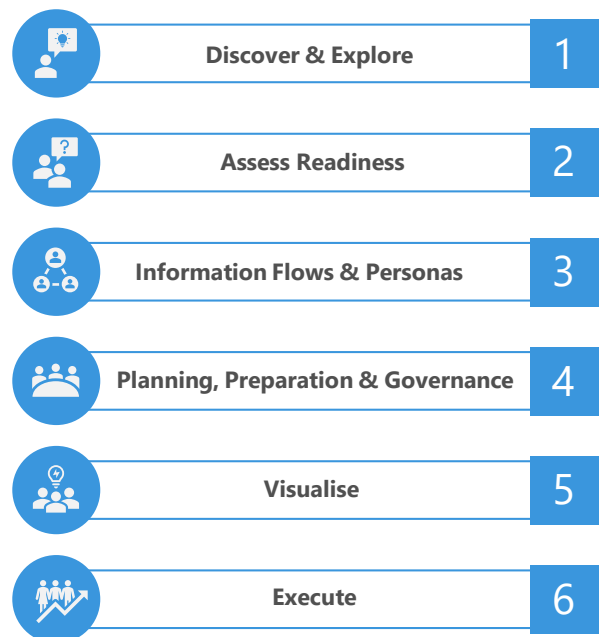 Discover & Explore 1
? Assess Readiness 2
Information Flows & Personas 3
Planning, Preparation & Governance 4
Visualise 5
Execute 6